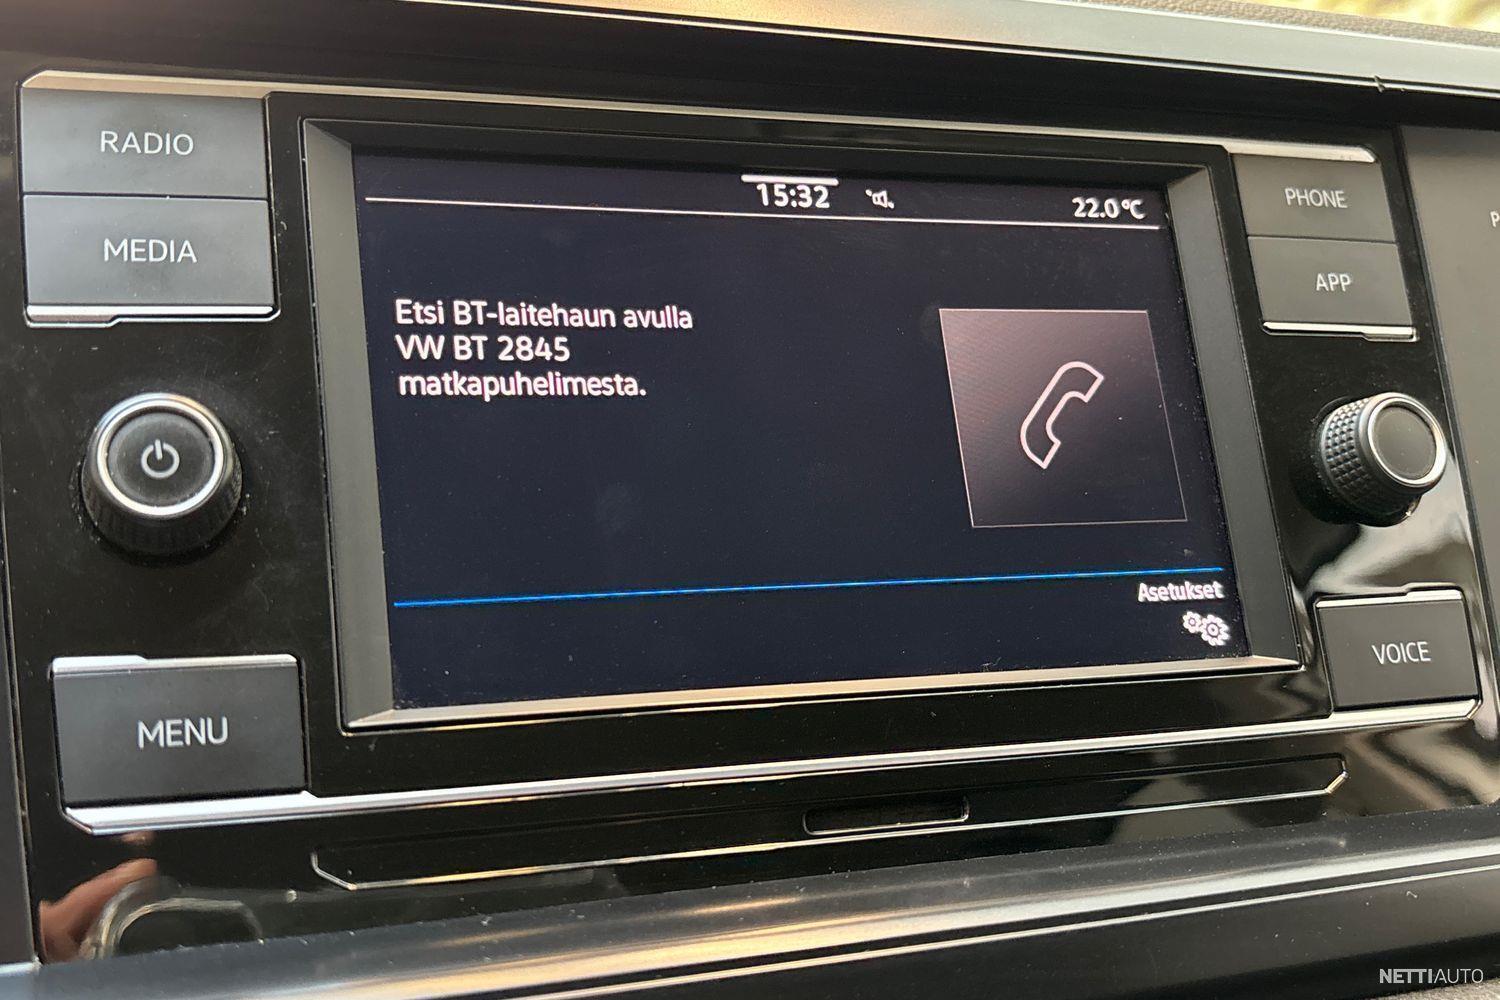 RADIO
MEDIA
MENU
15:32
22.0°C
Etsi BT-laitehaun avulla
VW BT 2845
matkapuhelimesta.
Asetukset
PHONE
APP
VOICE
NETTIAUTO